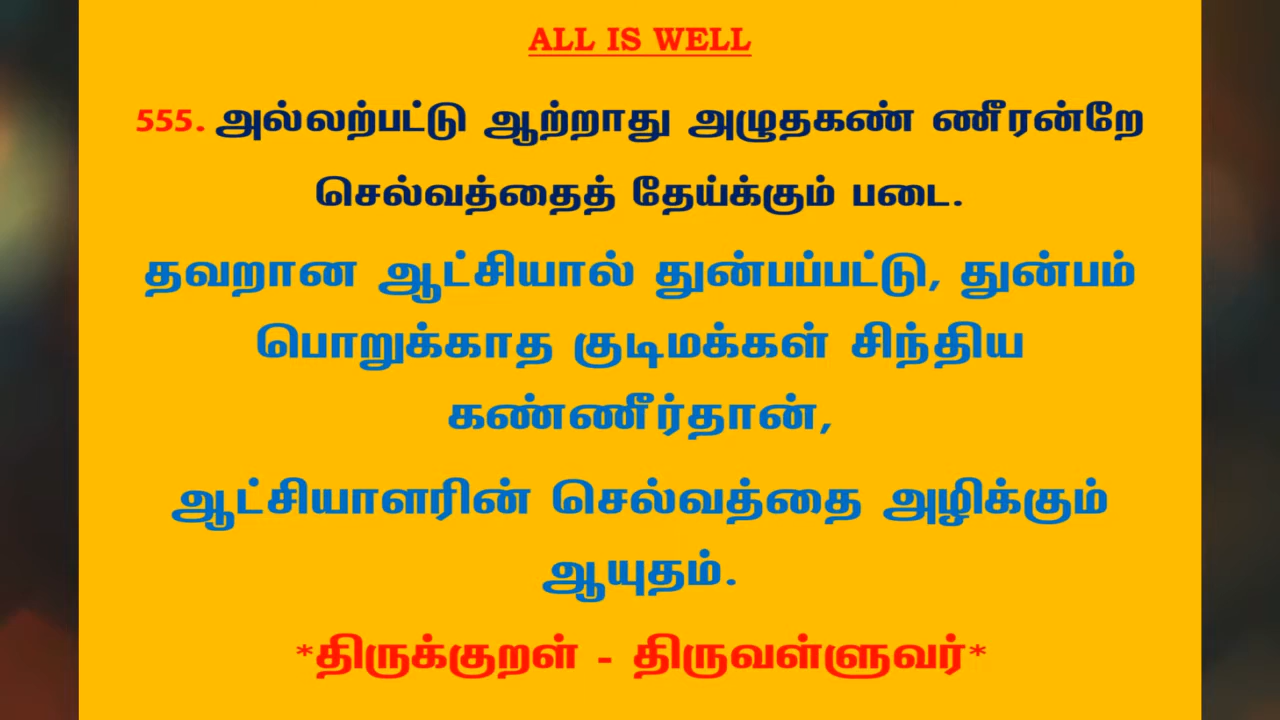 ALL IS WELL
555. அல்லற்பட்டு ஆற்றாது அழுதகண் ணீரன்றே
செல்வத்தைத் தேய்க்கும் படை.
தவறான ஆட்சியால் துன்பப்பட்டு, துன்பம்
பொறுக்காத குடிமக்கள் சிந்திய
கண்ணீர்தான்,
ஆட்சியாளரின் செல்வத்தை அழிக்கும்
ஆயுதம்.
*திருக்குறள் - திருவள்ளுவர்*